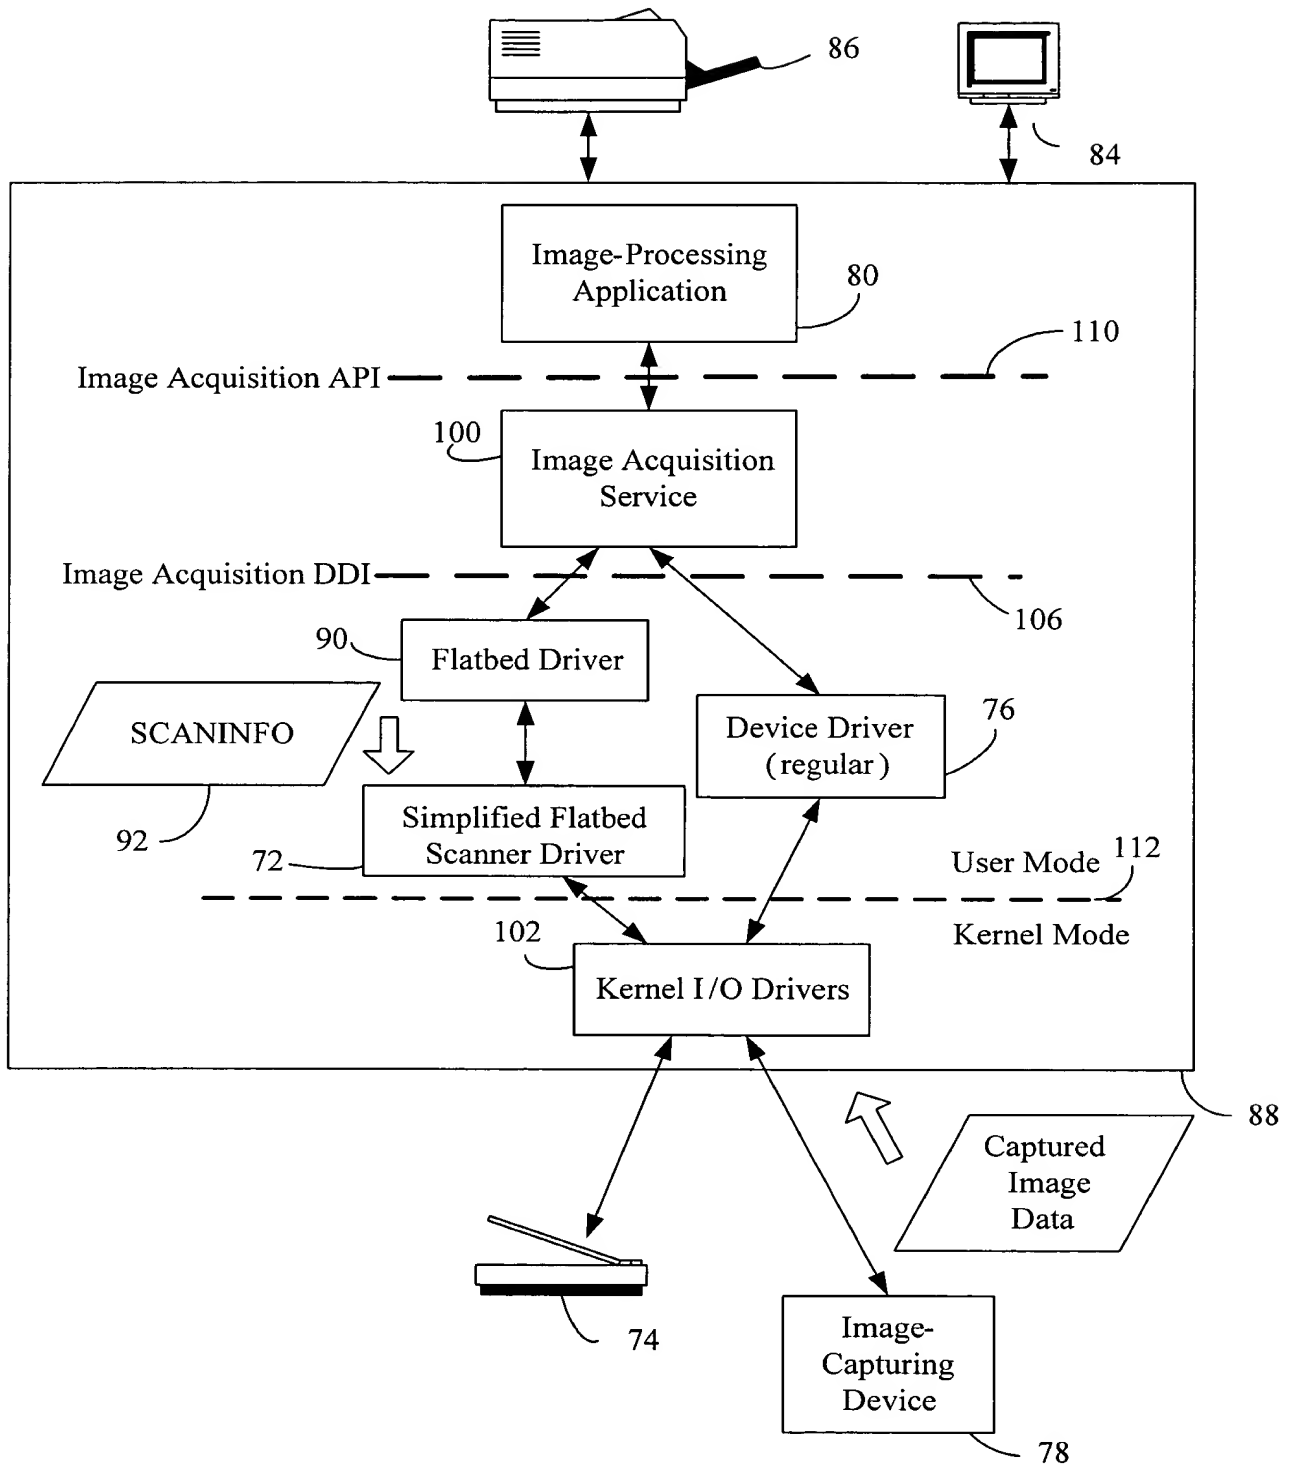 86
84
Image-Processing
Application
80
110
Image Acquisition API
100
Image Acquisition
Service
Image Acquisition DDI
106
90
Flatbed Driver
SCANINFO
76
Device Driver
(regular)
92
Simplified Flatbed
Scanner Driver
72
User Mode
112
102
Kernel Mode
Kernel I/O Drivers
88
Captured
Image
Data
74
Image-
Capturing
Device
78